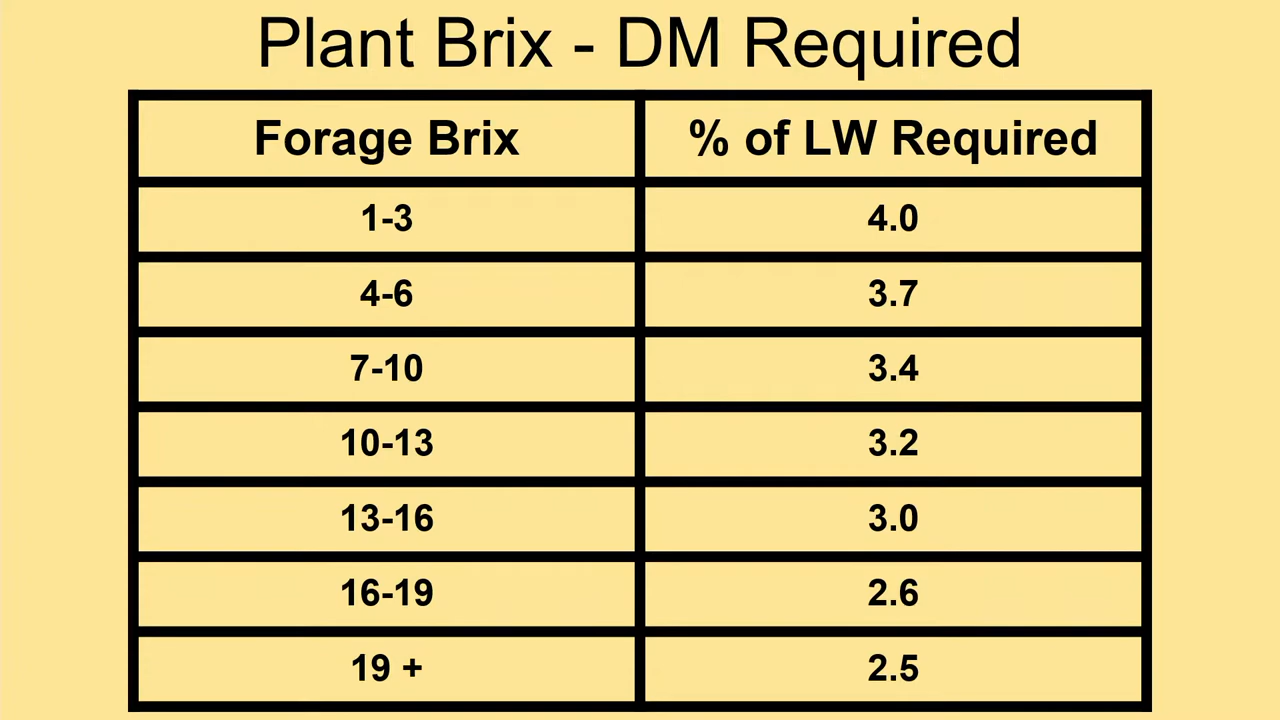 Plant Brix - DM Required
Forage Brix % of LW Required
1-3 4.0
4-6 3.7
7-10 3.4
10-13 3.2
13-16 3.0
16-19 2.6
19 + 2.5